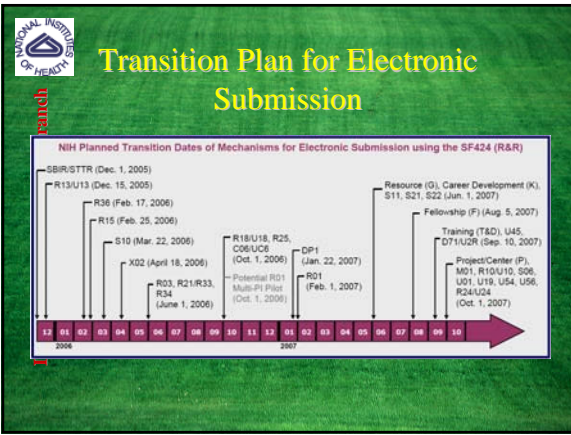 NATIONAL INSTITUTES
OF HEALTH
Transition Plan for Electronic
Submission
ranch
NIH Planned Transition Dates of Mechanisms for Electronic Submission using the SF424 (R&R)
SBIR/STTR (Dec. 1, 2005)
R13/U13 (Dec. 15, 2005)
R36 (Feb. 17, 2006)
R15 (Feb. 25, 2006)
S10 (Mar. 22, 2006)
X02 (April 18, 2006)
R03, R21/R33,
R34
(June 1, 2006)
R18/U18, R25,
C06/UC6
(Oct. 1, 2006)
Potential R01
Multi-PI Pilot
(Oct. 1, 2006)
DP1
(Jan. 22, 2007)
R01
(Feb. 1, 2007)
Resource (G), Career Development (K),
S11, S21, S22 (Jun. 1, 2007)
Fellowship (F) (Aug. 5, 2007)
Training (T&D), U45,
D71/U2R (Sep. 10, 2007)
Project/Center (P),
M01, R10/U10, S06,
U01, U19, U54, U56,
R24/U24
(Oct. 1, 2007)
12 01 02 03 04 05 06 07 08 09 10 11 12 01 02 03 04 05 06 07 08 09 10
2006 2007